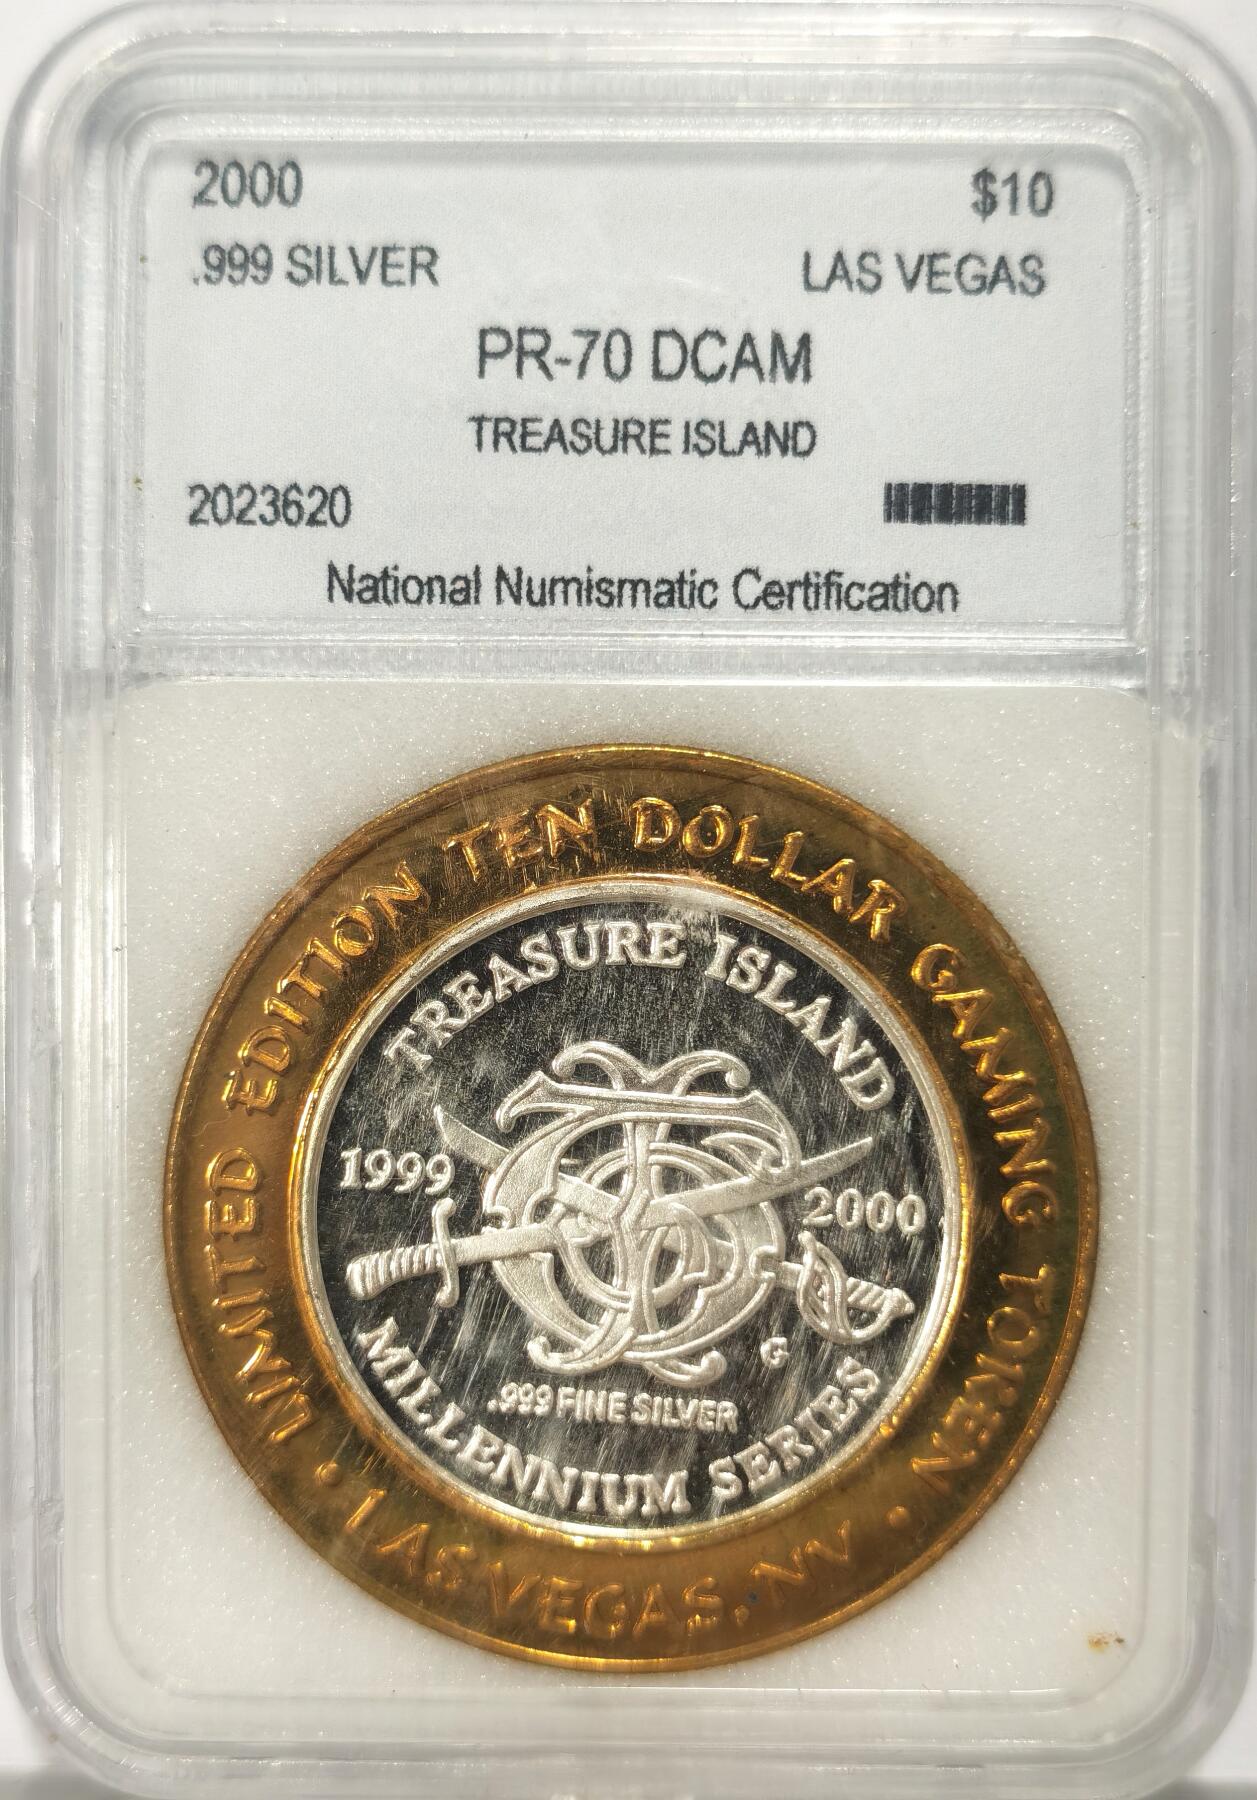 2000 $10
.999 SILVER LAS VEGAS
PR-70 DCAM
TREASURE ISLAND
2023620
National Numismatic Certification
LIMITED EDITION TEN DOLLAR GAMING TOKEN
• LAS VEGAS, NV •
TREASURE ISLAND
1999 2000
G
.999 FINE SILVER
MILLENNIUM SERIES